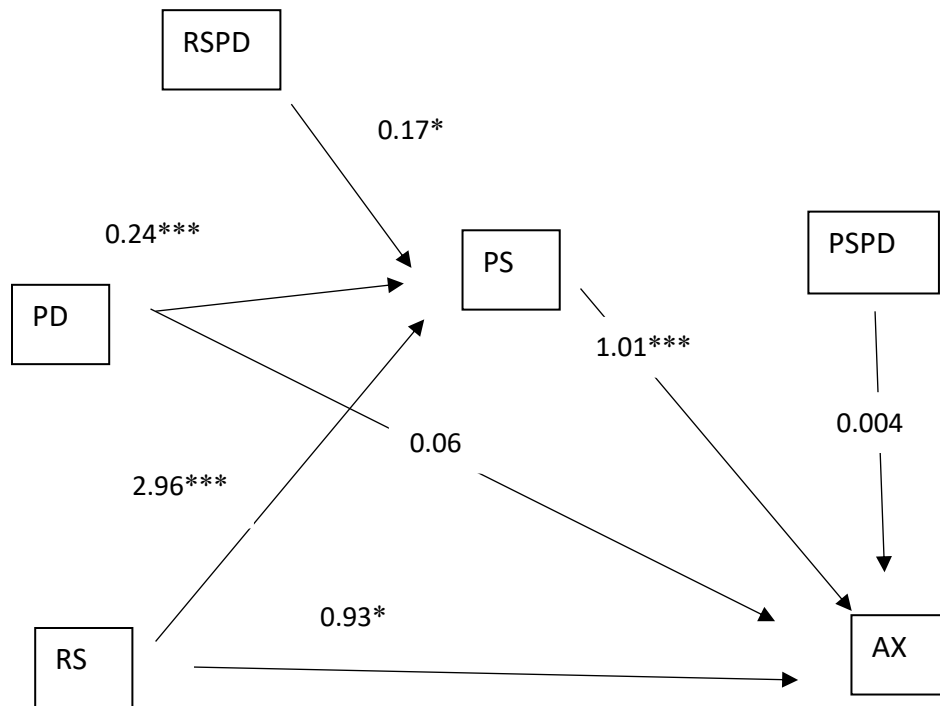 RSPD
0.17*
0.24***
PS
PSPD
PD
1.01***
0.004
0.06
2.96***
0.93*
RS
AX